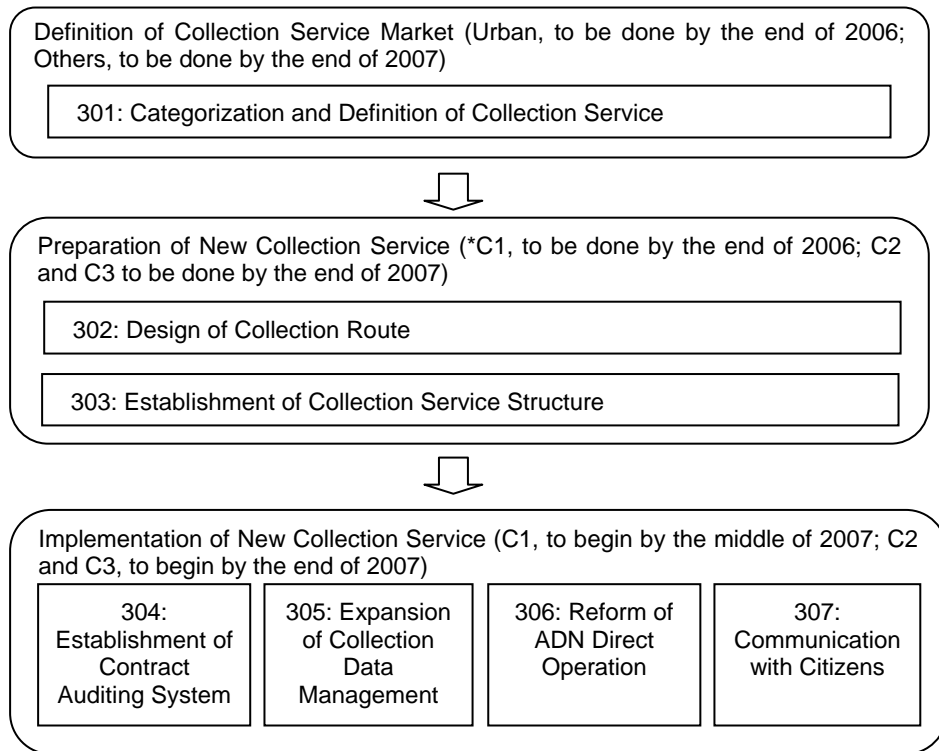 Definition of Collection Service Market (Urban, to be done by the end of 2006;
Others, to be done by the end of 2007)
301: Categorization and Definition of Collection Service
Preparation of New Collection Service (*C1, to be done by the end of 2006; C2
and C3 to be done by the end of 2007)
302: Design of Collection Route
303: Establishment of Collection Service Structure
Implementation of New Collection Service (C1, to begin by the middle of 2007; C2
and C3, to begin by the end of 2007)
304:
Establishment of
Contract
Auditing System
305: Expansion
of Collection
Data
Management
306: Reform of
ADN Direct
Operation
307:
Communication
with Citizens